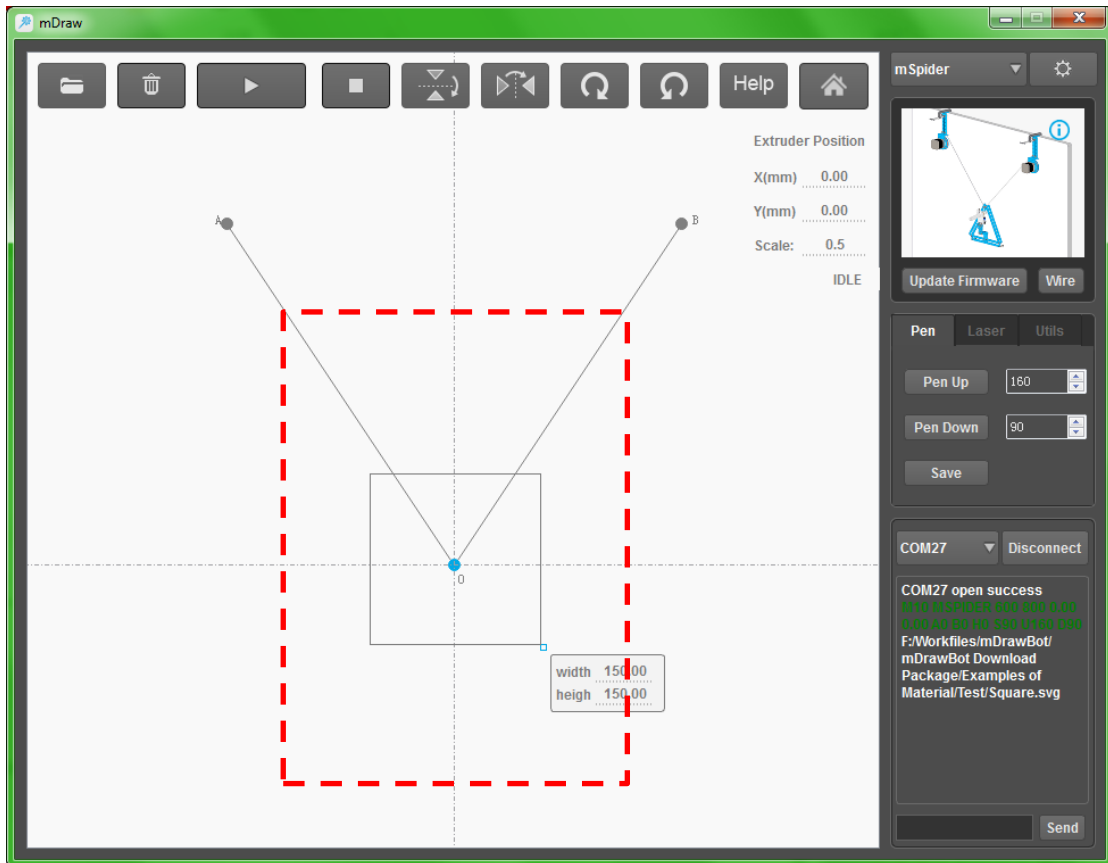 mDraw
Help
mSpider
Extruder Position
X(mm) 0.00
Y(mm) 0.00
Scale: 0.5
IDLE
A
B
O
width 150.00
heigh 150.00
Update Firmware Wire
Pen Laser Utils
Pen Up 160
Pen Down 90
Save
COM27 Disconnect
COM27 open success
F:/Workfiles/mDrawBot/
mDrawBot Download
Package/Examples of
Material/Test/Square.svg
Send